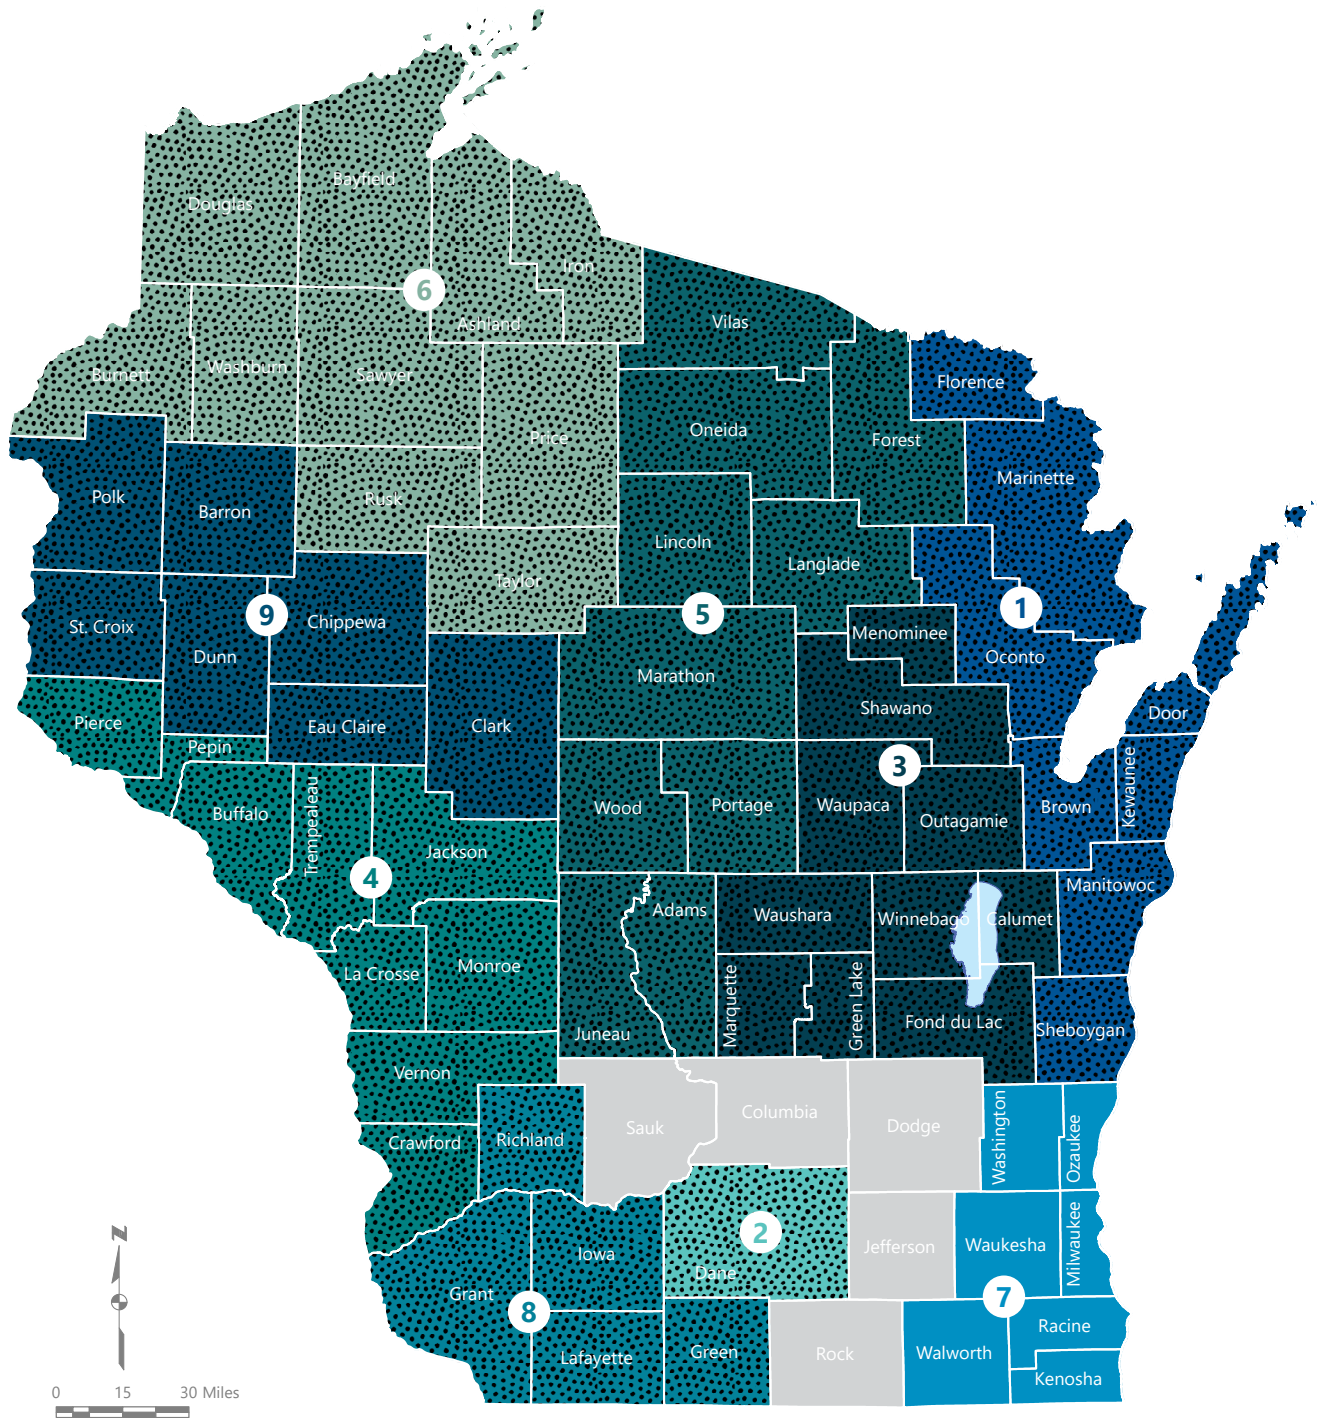 Bayfield
Douglas
Iron
6
Ashland
Vilas
Burnett
Washburn
Sawyer
Florence
Price
Oneida
Forest
Marinette
Polk
Barron
Rusk
Lincoln
Langlade
Taylor
St. Croix
9
Chippewa
5
1
Menominee
Dunn
Marathon
Oconto
Pierce
Eau Claire
Clark
Shawano
Door
Pepin
3
Kewaunee
Buffalo
Trempealeau
Wood
Portage
Waupaca
Outagamie
Brown
Jackson
4
Manitowoc
Adams
Waushara
Winnebago
Calumet
La Crosse
Monroe
Marquette
Green Lake
Juneau
Fond du Lac
Sheboygan
Vernon
Columbia
Sauk
Dodge
Washington
Ozaukee
Crawford
Richland
2
Iowa
Dane
Jefferson
Waukesha
Milwaukee
N
Grant
8
7
Lafayette
Green
Rock
Walworth
Racine
Kenosha
0 15 30 Miles